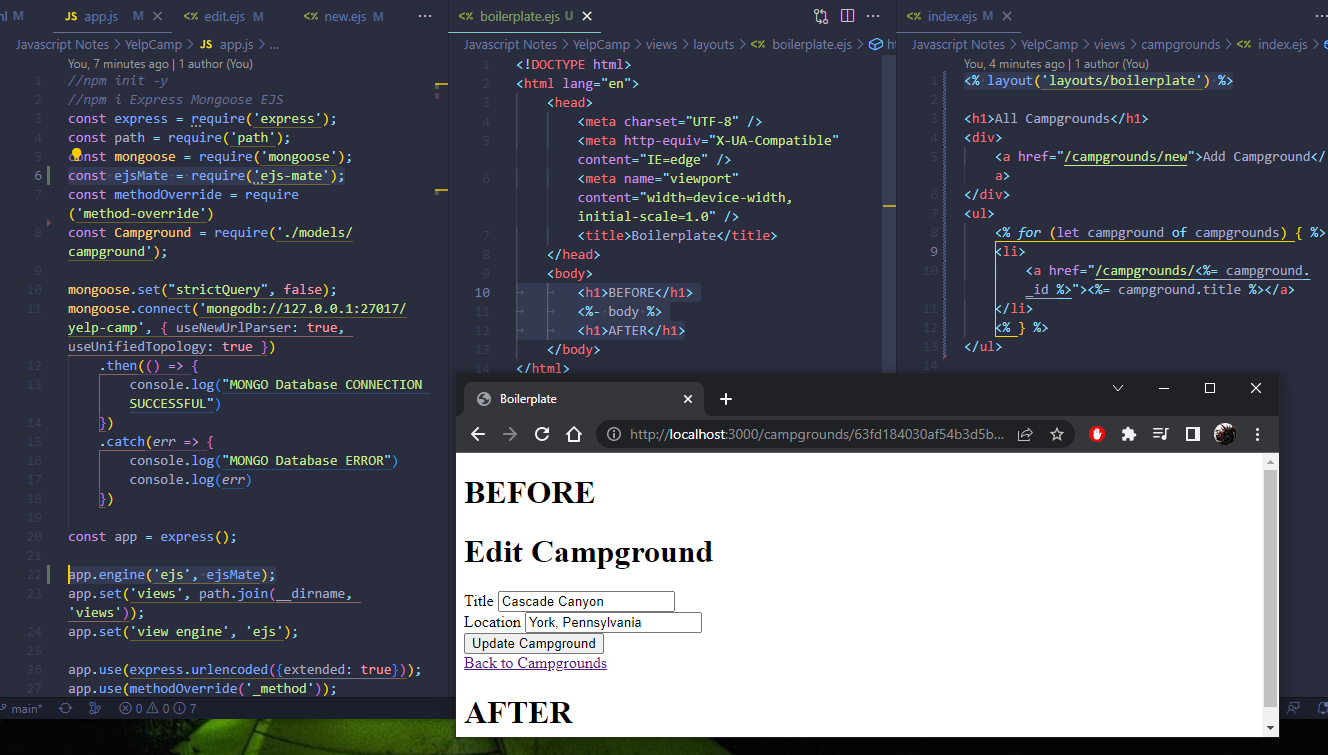 nl M
JS app.js M
<%= edit.ejs M
<%= new.ejs M
Javascript Notes > YelpCamp > JS app.js > ...
You, 7 minutes ago | 1 author (You)
1 //npm init -y
2 //npm i Express Mongoose EJS
3 const express = require('express');
4 const path = require('path');
5 const mongoose = require('mongoose');
6 const ejsMate = require('ejs-mate');
7 const methodOverride = require
('method-override')
8 const Campground = require('./models/
campground');
9
10 mongoose.set("strictQuery", false);
11 mongoose.connect('mongodb://127.0.0.1:27017/
yelp-camp', { useNewUrlParser: true,
useUnifiedTopology: true })
12 .then(() => {
13 console.log("MONGO Database CONNECTION
SUCCESSFUL")
14 })
15 .catch(err => {
16 console.log("MONGO Database ERROR")
17 console.log(err)
18 })
19
20 const app = express();
21
22 app.engine('ejs', ejsMate);
23 app.set('views', path.join(__dirname,
'views'));
24 app.set('view engine', 'ejs');
25
26 app.use(express.urlencoded({extended: true}));
27 app.use(methodOverride('_method'));
main* 0 0 7
<% boilerplate.ejs U
Javascript Notes > YelpCamp > views > layouts > <% boilerplate.ejs > ht
1 <!DOCTYPE html>
2 <html lang="en">
3 <head>
4 <meta charset="UTF-8" />
5 <meta http-equiv="X-UA-Compatible"
content="IE=edge" />
6 <meta name="viewport"
content="width=device-width,
initial-scale=1.0" />
7 <title>Boilerplate</title>
8 </head>
9 <body>
10 <h1>BEFORE</h1>
11 <%- body %>
12 <h1>AFTER</h1>
13 </body>
14 </html>
<% index.ejs M
Javascript Notes > YelpCamp > views > campgrounds > <% index.ejs >
You, 4 minutes ago | 1 author (You)
1 <% layout('layouts/boilerplate') %>
2
3 <h1>All Campgrounds</h1>
4 <div>
5 <a href="/campgrounds/new">Add Campground</
a>
6 </div>
7 <ul>
8 <% for (let campground of campgrounds) { %>
9 <li>
10 <a href="/campgrounds/<%= campground.
_id %>"><%= campground.title %></a>
11 </li>
12 <% } %>
13 </ul>
14
Boilerplate
http://localhost:3000/campgrounds/63fd184030af54b3d5b...
BEFORE
Edit Campground
Title Cascade Canyon
Location York, Pennsylvania
Update Campground
Back to Campgrounds
AFTER